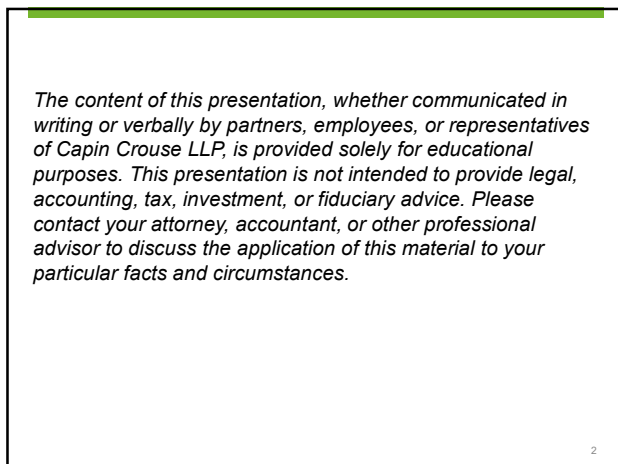 The content of this presentation, whether communicated in
writing or verbally by partners, employees, or representatives
of Capin Crouse LLP, is provided solely for educational
purposes. This presentation is not intended to provide legal,
accounting, tax, investment, or fiduciary advice. Please
contact your attorney, accountant, or other professional
advisor to discuss the application of this material to your
particular facts and circumstances.
2